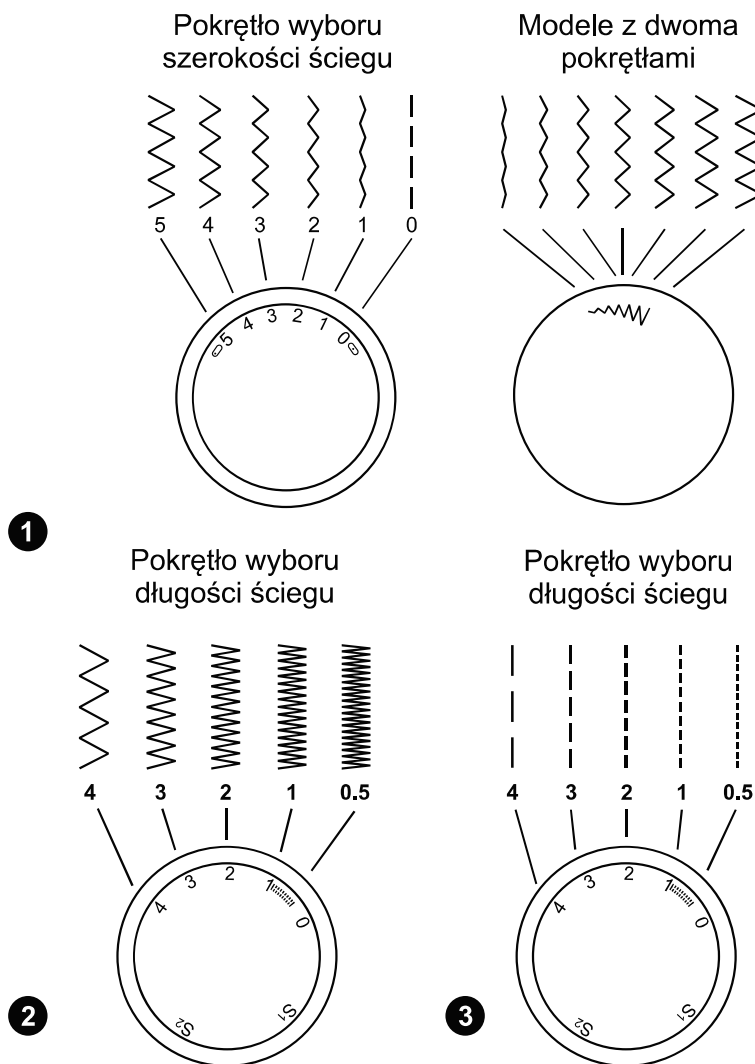 Pokrętło wyboru
szerokości ściegu
5 4 3 2 1 0
5 4 3 2 1 0
Modele z dwoma
pokrętłami
1
Pokrętło wyboru
długości ściegu
4 3 2 1 0.5
4 3 2 1 0
S2 S1
2
Pokrętło wyboru
długości ściegu
4 3 2 1 0.5
4 3 2 1 0
S2 S1
3